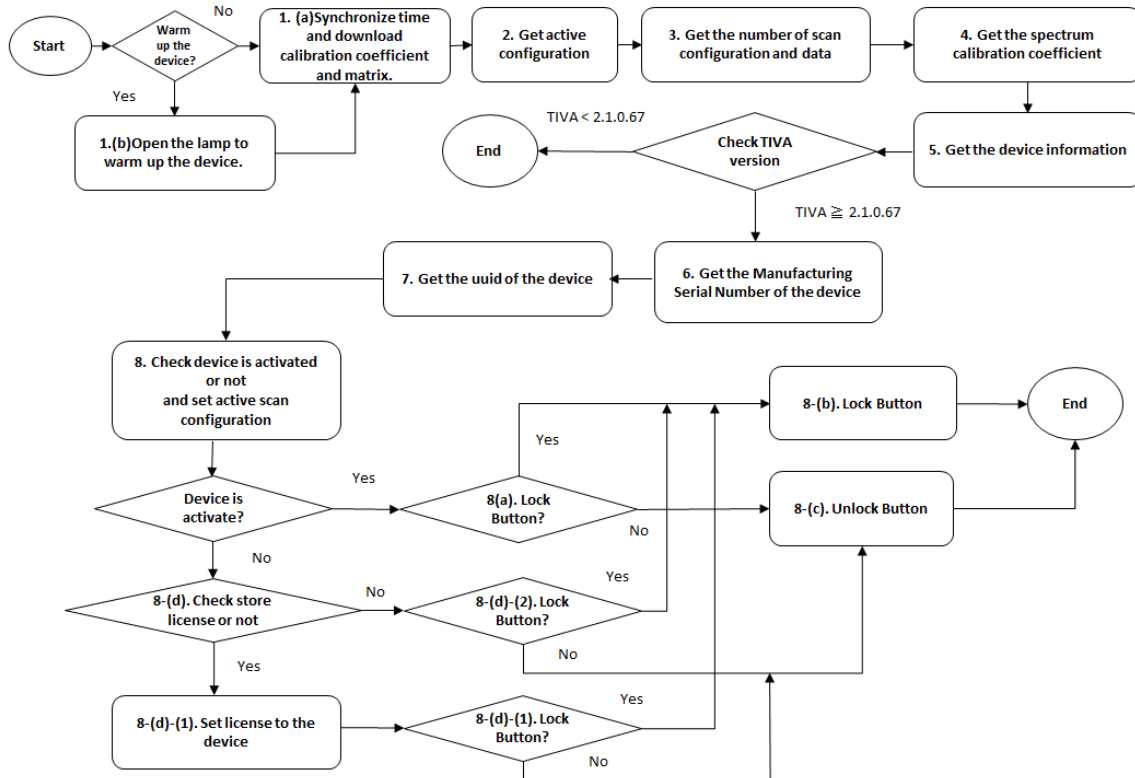 No
Start
Warm
up the
device?
1. (a)Synchronize time
and download
calibration coefficient
and matrix.
2. Get active
configuration
3. Get the number of scan
configuration and data
4. Get the spectrum
calibration coefficient
Yes
1.(b)Open the lamp to
warm up the device.
TIVA < 2.1.0.67
End
Check TIVA
version
5. Get the device information
TIVA ≧ 2.1.0.67
7. Get the uuid of the device
6. Get the Manufacturing
Serial Number of the device
8. Check device is activated
or not
and set active scan
configuration
8-(b). Lock Button
End
Yes
Device is
activate?
Yes
8(a). Lock
Button?
No
8-(c). Unlock Button
No
8-(d). Check store
license or not
No
8-(d)-(2). Lock
Button?
Yes
No
Yes
8-(d)-(1). Set license to the
device
8-(d)-(1). Lock
Button?
Yes
No